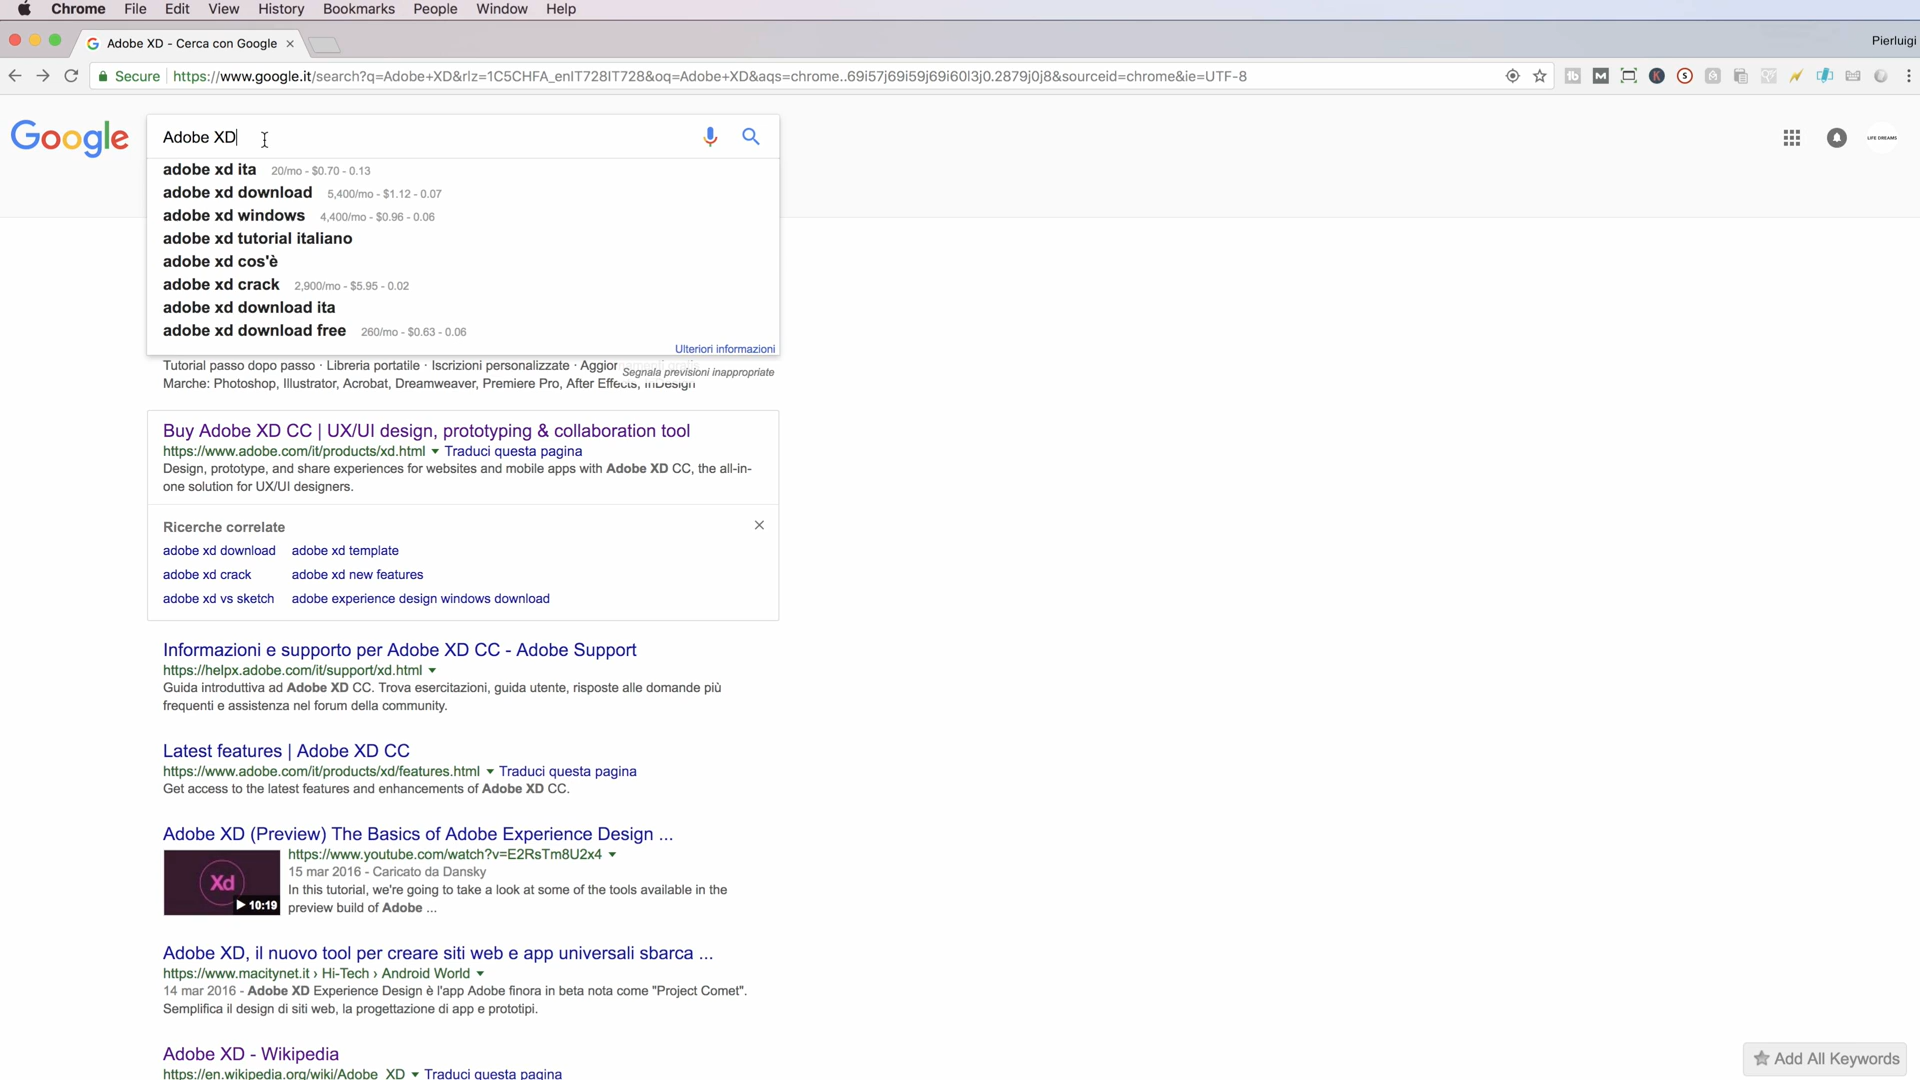 Chrome File Edit View History Bookmarks People Window Help
Adobe XD - Cerca con Google
Pierluigi
Secure https://www.google.it/search?q=Adobe+XD&rlz=1C5CHFA_enIT728IT728&oq=Adobe+XD&aqs=chrome..69i57j69i59j69i60l3j0.2879j0j8&sourceid=chrome&ie=UTF-8
Google
Adobe XD
LIFE DREAMS
adobe xd ita 20/mo - $0.70 - 0.13
adobe xd download 5,400/mo - $1.12 - 0.07
adobe xd windows 4,400/mo - $0.96 - 0.06
adobe xd tutorial italiano
adobe xd cos'è
adobe xd crack 2,900/mo - $5.95 - 0.02
adobe xd download ita
adobe xd download free 260/mo - $0.63 - 0.06
Ulteriori informazioni
Tutorial passo dopo passo · Libreria portatile · Iscrizioni personalizzate · Aggior
Segnala previsioni inappropriate
Marche: Photoshop, Illustrator, Acrobat, Dreamweaver, Premiere Pro, After Effects, InDesign
Buy Adobe XD CC | UX/UI design, prototyping & collaboration tool
https://www.adobe.com/it/products/xd.html Traduci questa pagina
Design, prototype, and share experiences for websites and mobile apps with Adobe XD CC, the all-in-
one solution for UX/UI designers.
Ricerche correlate
adobe xd download adobe xd template
adobe xd crack adobe xd new features
adobe xd vs sketch adobe experience design windows download
Informazioni e supporto per Adobe XD CC - Adobe Support
https://helpx.adobe.com/it/support/xd.html
Guida introduttiva ad Adobe XD CC. Trova esercitazioni, guida utente, risposte alle domande più
frequenti e assistenza nel forum della community.
Latest features | Adobe XD CC
https://www.adobe.com/it/products/xd/features.html Traduci questa pagina
Get access to the latest features and enhancements of Adobe XD CC.
Adobe XD (Preview) The Basics of Adobe Experience Design ...
https://www.youtube.com/watch?v=E2RsTm8U2x4
15 mar 2016 - Caricato da Dansky
In this tutorial, we're going to take a look at some of the tools available in the
preview build of Adobe ...
Xd
10:19
Adobe XD, il nuovo tool per creare siti web e app universali sbarca ...
https://www.macitynet.it › Hi-Tech › Android World
14 mar 2016 - Adobe XD Experience Design è l'app Adobe finora in beta nota come "Project Comet".
Semplifica il design di siti web, la progettazione di app e prototipi.
Adobe XD - Wikipedia
https://en.wikipedia.org/wiki/Adobe_XD Traduci questa pagina
Add All Keywords